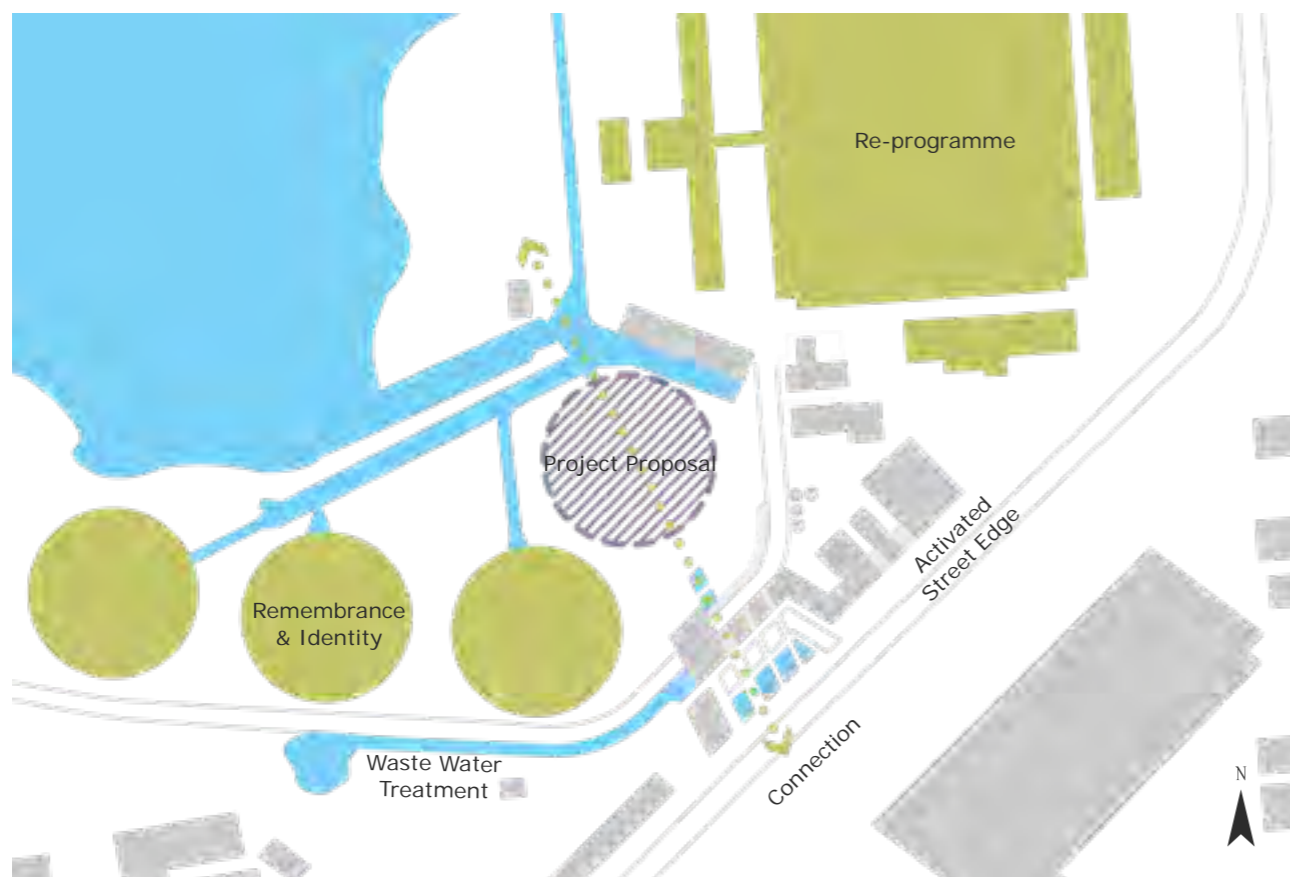 Re-programme
Project Proposal
Activated
Street Edge
Remembrance
& Identity
Connection
Waste Water
Treatment
N